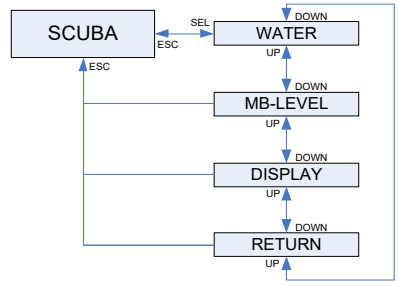 DOWN
SCUBA
SEL
WATER
ESC
UP
ESC
DOWN
MB-LEVEL
UP
DOWN
DISPLAY
UP
DOWN
RETURN
UP